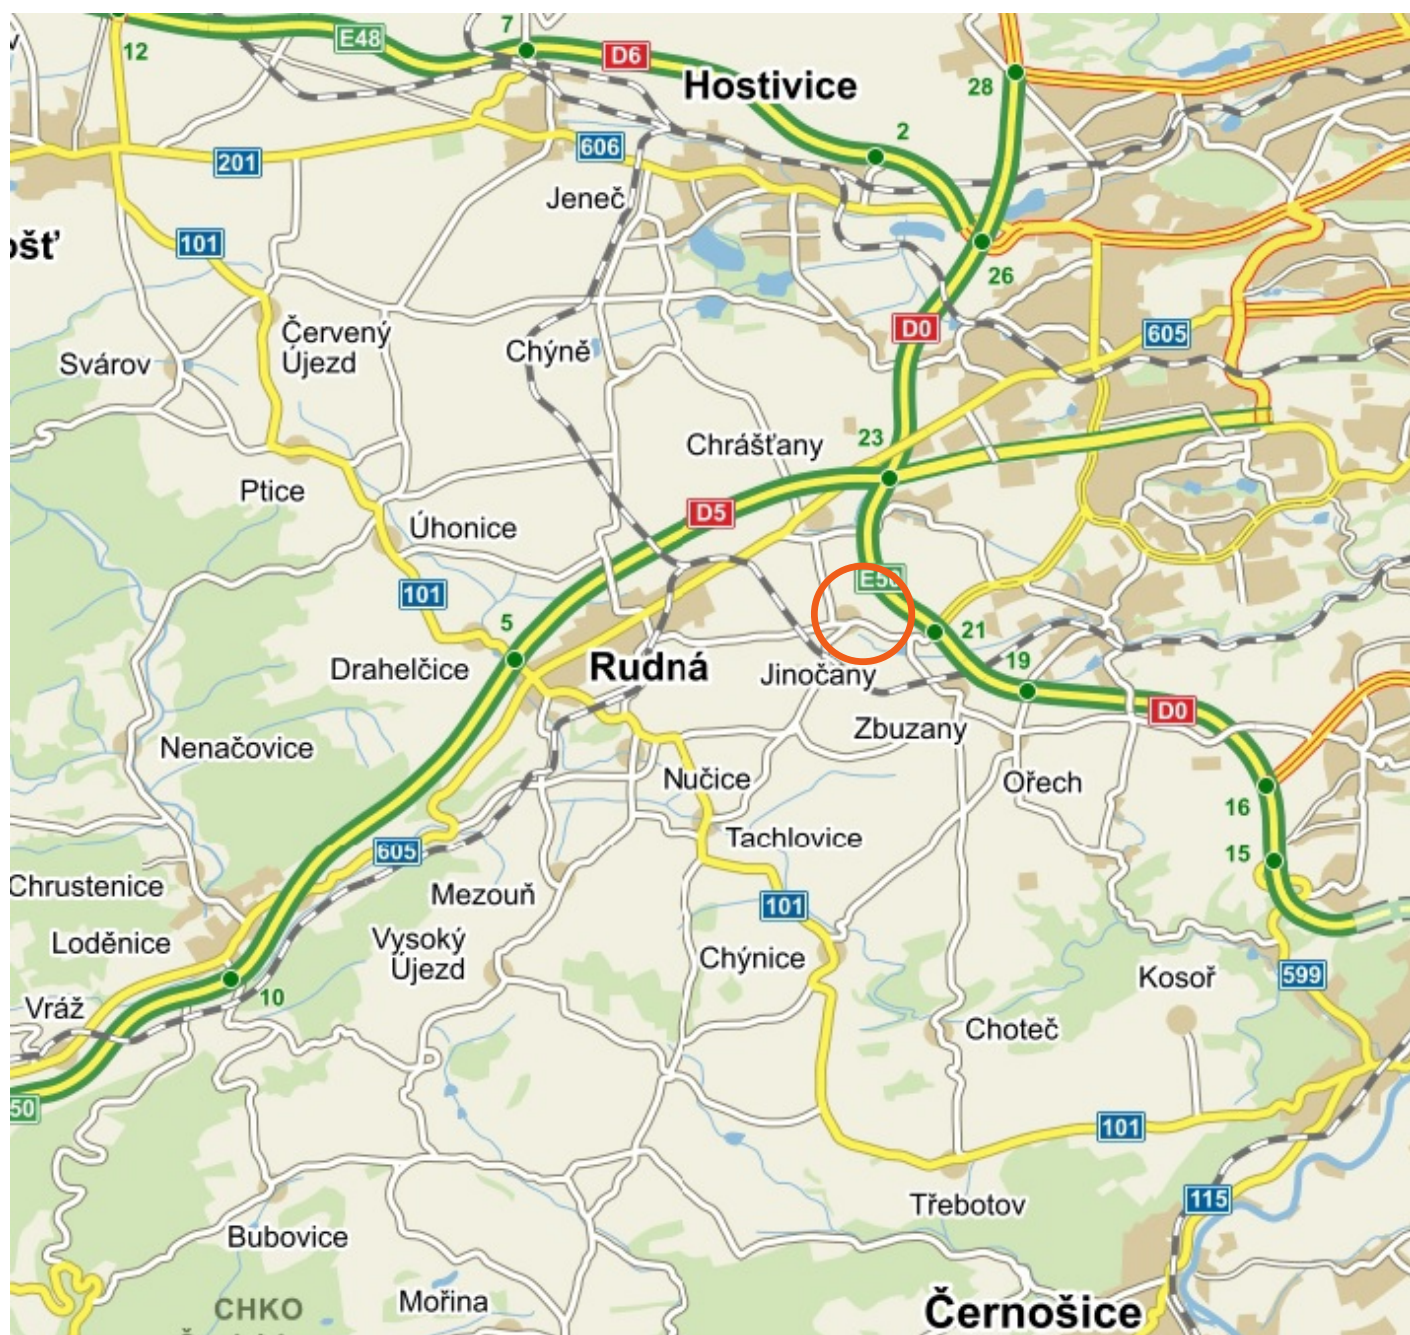 7
E48
12
D6
Hostivice
28
2
606
201
Jeneč
101
ošť
26
D0
605
Červený
Újezd
Svárov
Chýně
23
Chrášťany
Ptice
D5
Úhonice
E50
101
5
21
19
Drahelčice
Rudná
Jinočany
D0
Zbuzany
Nenačovice
Nučice
Ořech
16
Tachlovice
605
15
Chrustenice
Mezouň
101
Loděnice
Vysoký
Újezd
Chýnice
Kosoř
599
10
Vráž
Choteč
50
101
Třebotov
115
Bubovice
Mořina
CHKO
Černošice